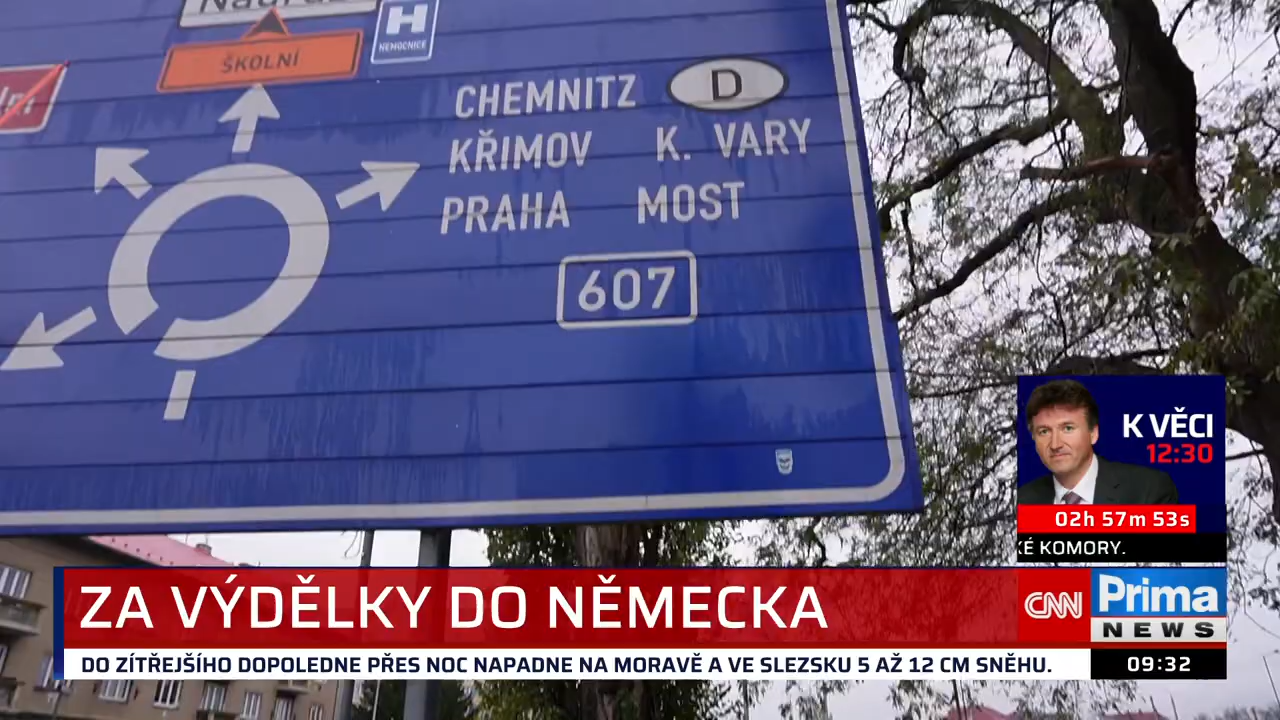 H
NEMOCNICE
ŠKOLNÍ
CHEMNITZ D
KŘIMOV K. VARY
PRAHA MOST
607
K VĚCI
12:30
02h 57m 53s
KÉ KOMORY.
ZA VÝDĚLKY DO NĚMECKA
CNN Prima
NEWS
DO ZÍTŘEJŠÍHO DOPOLEDNE PŘES NOC NAPADNE NA MORAVĚ A VE SLEZSKU 5 AŽ 12 CM SNĚHU.
09:32